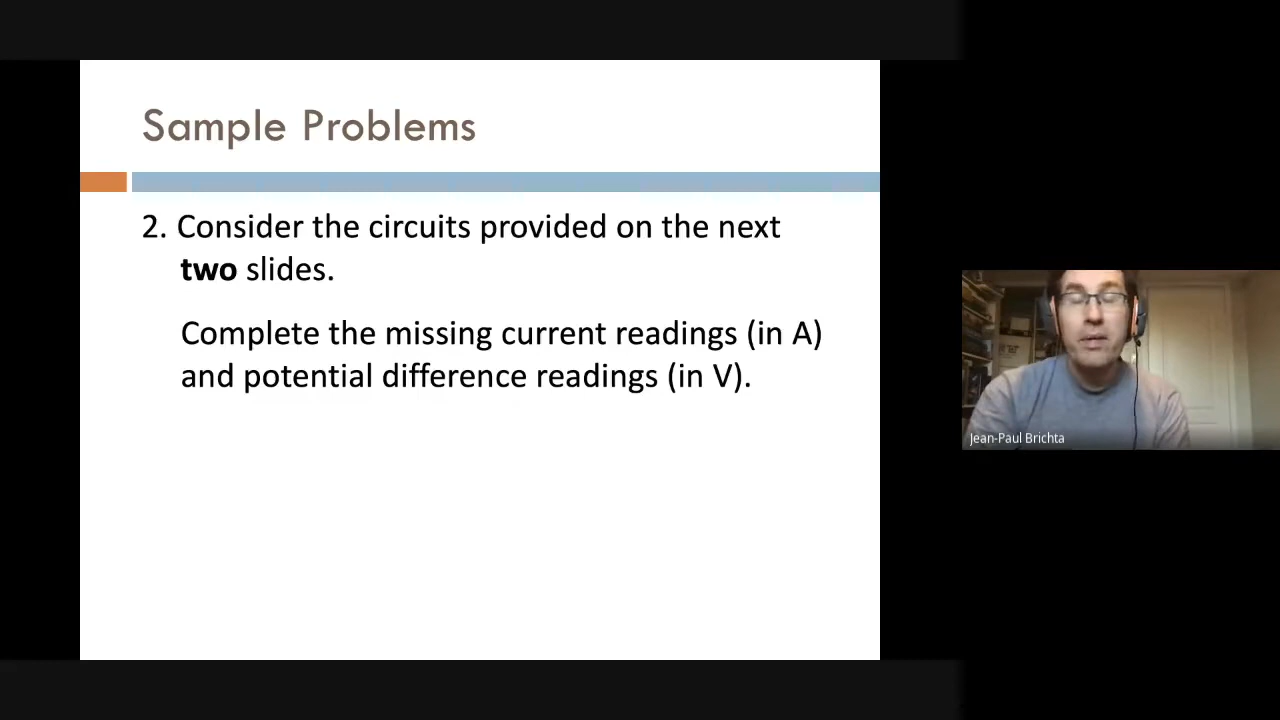 Sample Problems
2. Consider the circuits provided on the next
two slides.
Complete the missing current readings (in A)
and potential difference readings (in V).
Jean-Paul Brichta